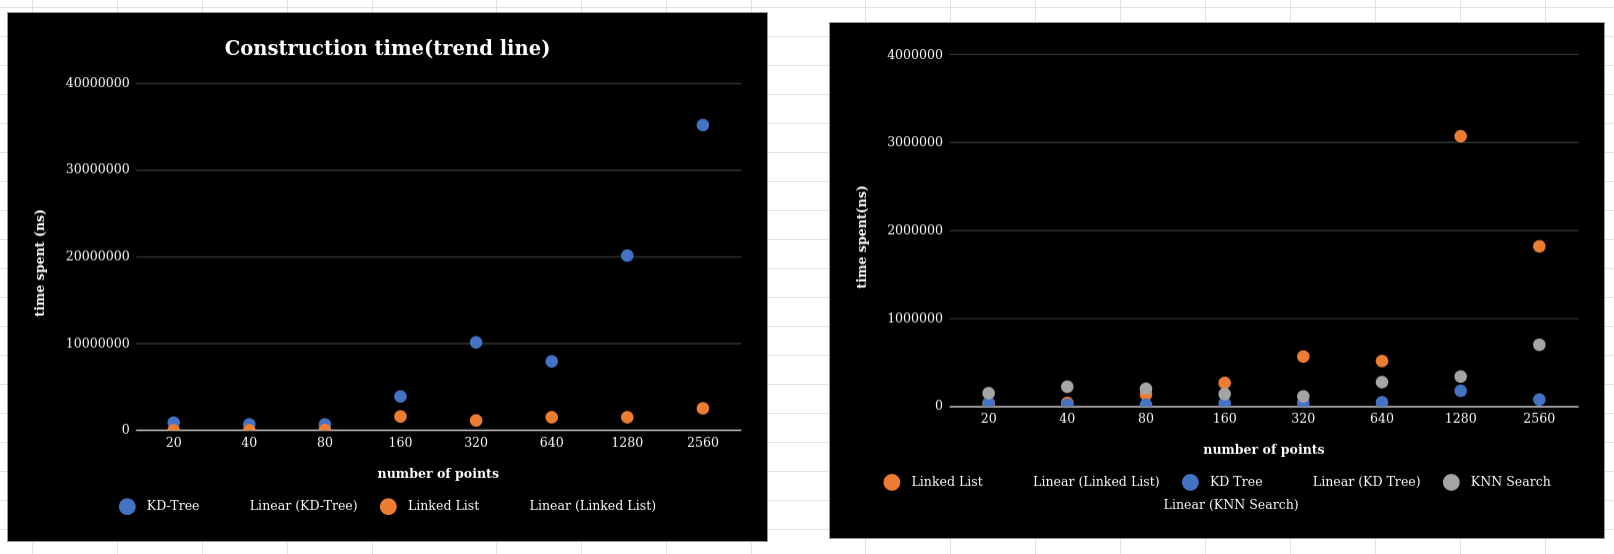 Construction time(trend line)
40000000
30000000
20000000
10000000
0
time spent (ns)
20 40 80 160 320 640 1280 2560
number of points
KD-Tree Linear (KD-Tree) Linked List Linear (Linked List)
4000000
3000000
2000000
1000000
0
time spent(ns)
20 40 80 160 320 640 1280 2560
number of points
Linked List Linear (Linked List) KD Tree Linear (KD Tree) KNN Search
Linear (KNN Search)